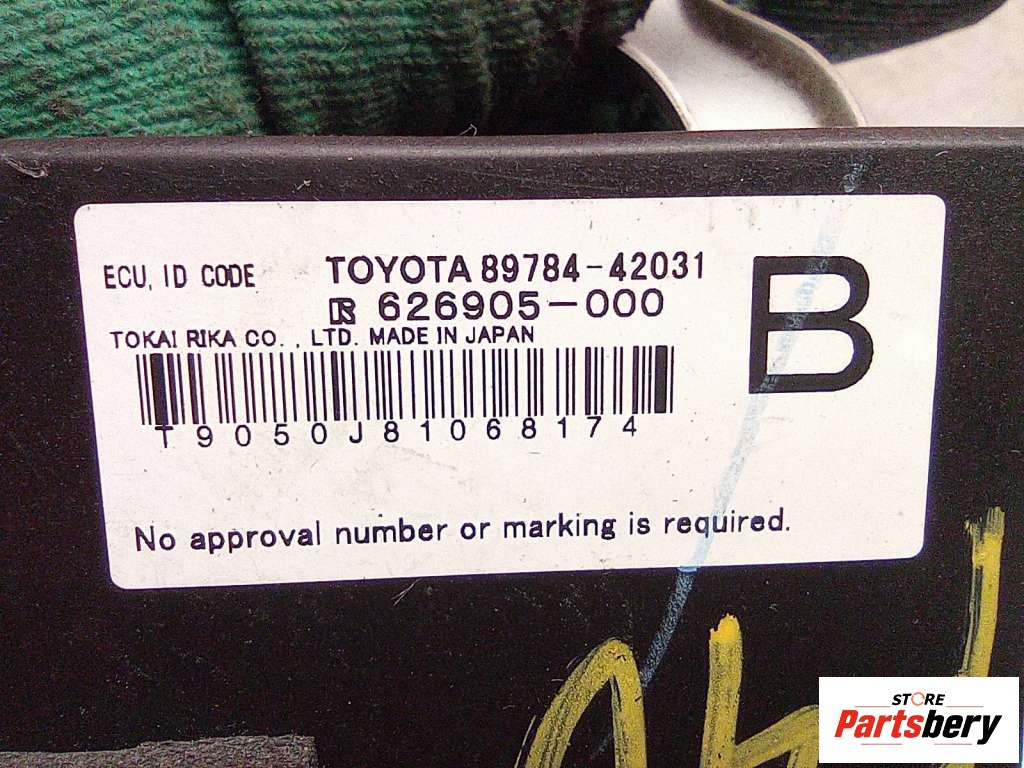 ECU, ID CODE TOYOTA 89784-42031
626905-000
TOKAI RIKA CO., LTD. MADE IN JAPAN
B
T9050J81068174
No approval number or marking is required.
STORE
Partsbery